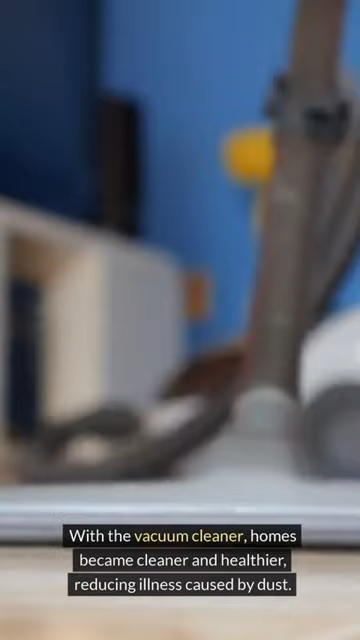 With the vacuum cleaner, homes
became cleaner and healthier,
reducing illness caused by dust.